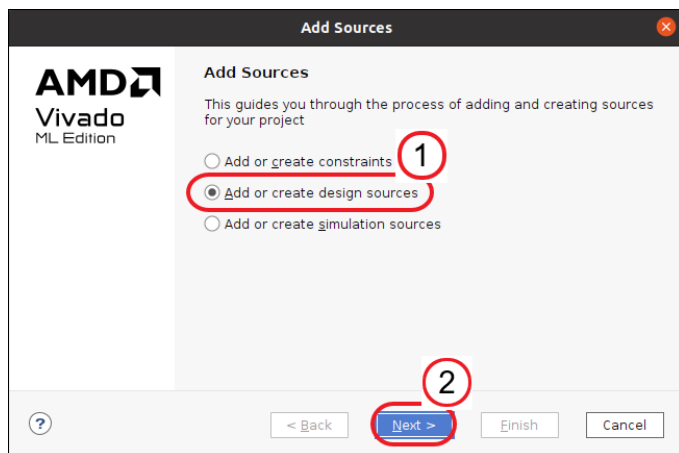 Add Sources
AMD
Vivado
ML Edition
Add Sources
This guides you through the process of adding and creating sources
for your project
Add or create constraints
1
Add or create design sources
Add or create simulation sources
2
?
< Back
Next >
Finish
Cancel